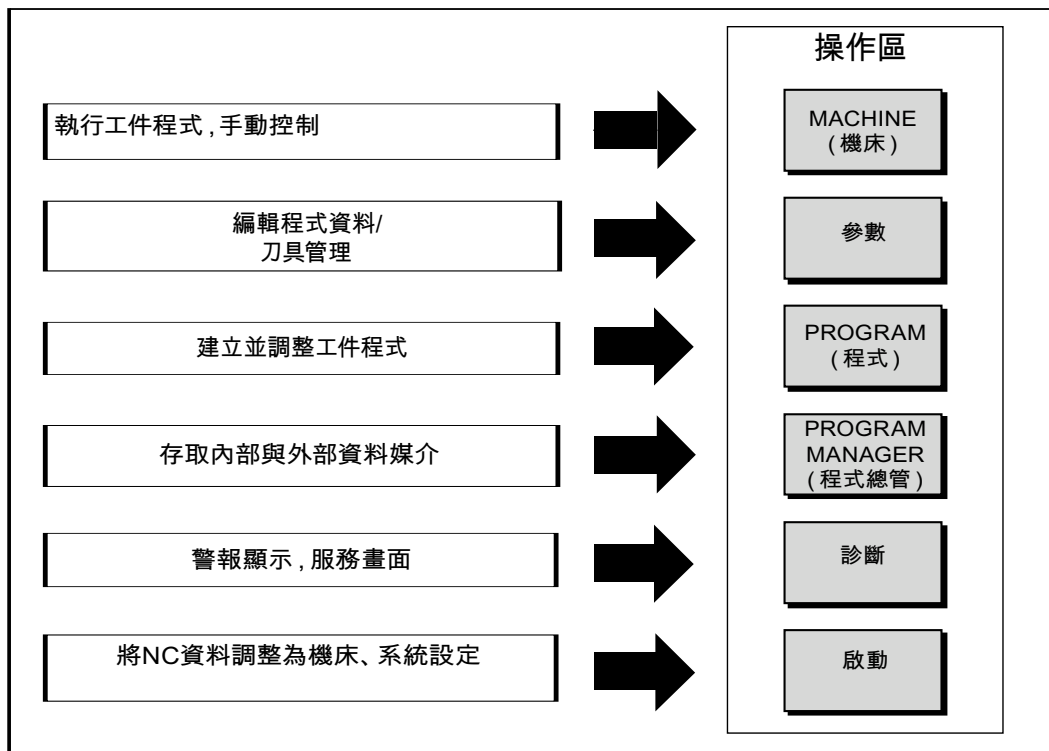 操作區
執行工件程式,手動控制
MACHINE
(機床)
編輯程式資料/
刀具管理
參數
建立並調整工件程式
PROGRAM
(程式)
存取內部與外部資料媒介
PROGRAM
MANAGER
(程式總管)
警報顯示,服務畫面
診斷
將NC資料調整為機床、系統設定
啟動